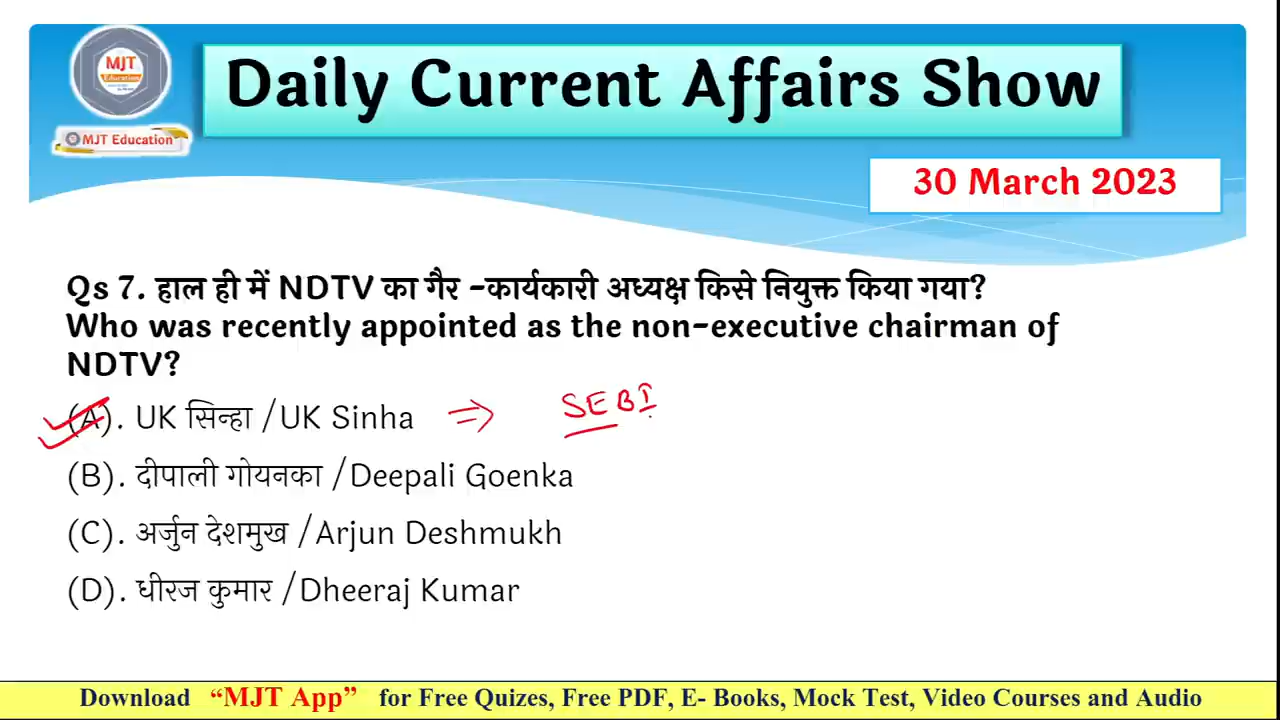 MJT
Education
MJT Education
Daily Current Affairs Show
30 March 2023
Qs 7. हाल ही में NDTV का गैर -कार्यकारी अध्यक्ष किसे नियुक्त किया गया?
Who was recently appointed as the non-executive chairman of
NDTV?
(A). UK सिन्हा /UK Sinha ⇒ SEBI
(B). दीपाली गोयनका /Deepali Goenka
(C). अर्जुन देशमुख /Arjun Deshmukh
(D). धीरज कुमार /Dheeraj Kumar
Download “MJT App” for Free Quizes, Free PDF, E- Books, Mock Test, Video Courses and Audio